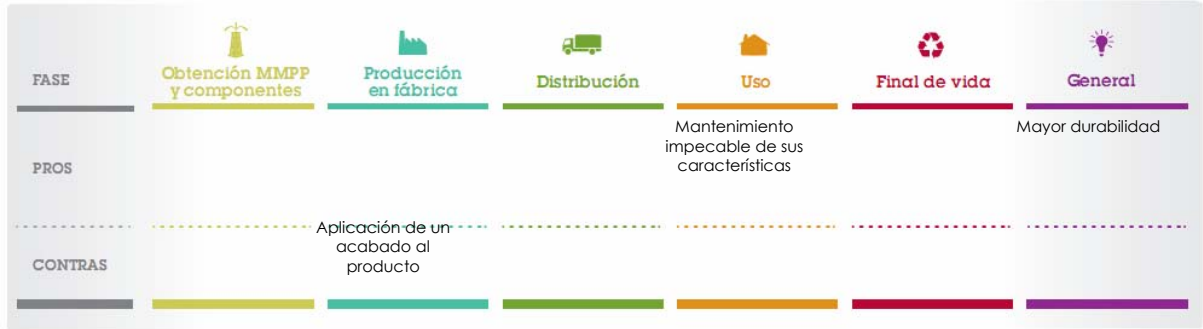 FASE
Obtención MMPP
y componentes
Producción
en fábrica
Distribución
Uso
Final de vida
General
PROS
Mantenimiento
impecable de sus
características
Mayor durabilidad
CONTRAS
Aplicación de un
acabado al
producto